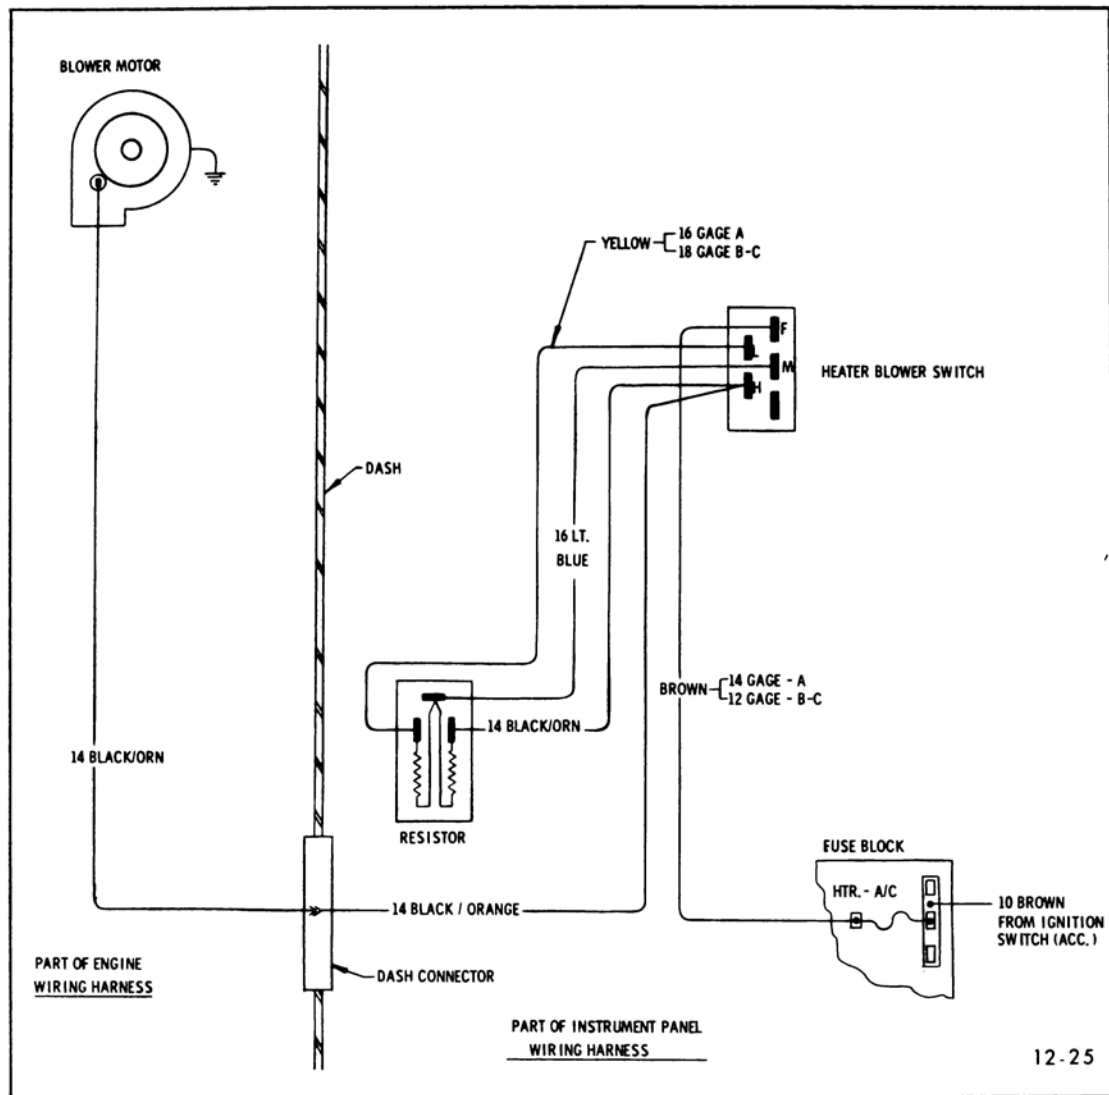 BLOWER MOTOR
YELLOW
16 GAGE A
18 GAGE B-C
F
L
M
H
HEATER BLOWER SWITCH
DASH
16 LT.
BLUE
BROWN
14 GAGE - A
12 GAGE - B-C
14 BLACK/ORN
14 BLACK/ORN
RESISTOR
FUSE BLOCK
HTR. - A/C
10 BROWN
FROM IGNITION
SWITCH (ACC.)
14 BLACK / ORANGE
PART OF ENGINE
WIRING HARNESS
DASH CONNECTOR
PART OF INSTRUMENT PANEL
WIRING HARNESS
12-25